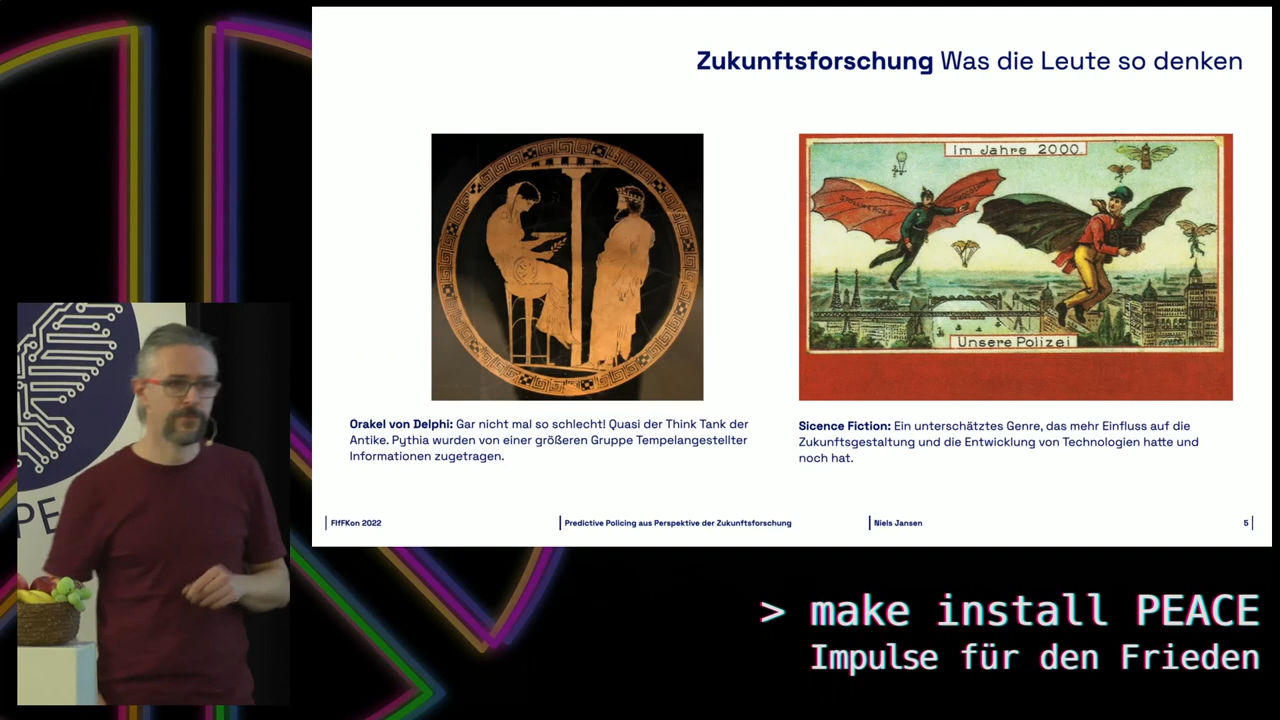 Zukunftsforschung Was die Leute so denken
Im Jahre 2000.
Unsere Polizei
Orakel von Delphi: Gar nicht mal so schlecht! Quasi der Think Tank der
Antike. Pythia wurden von einer größeren Gruppe Tempelangestellter
Informationen zugetragen.
Sicence Fiction: Ein unterschätztes Genre, das mehr Einfluss auf die
Zukunftsgestaltung und die Entwicklung von Technologien hatte und
noch hat.
FIfFKon 2022
Predictive Policing aus Perspektive der Zukunftsforschung
Niels Jansen
5
PE
> make install PEACE
Impulse für den Frieden